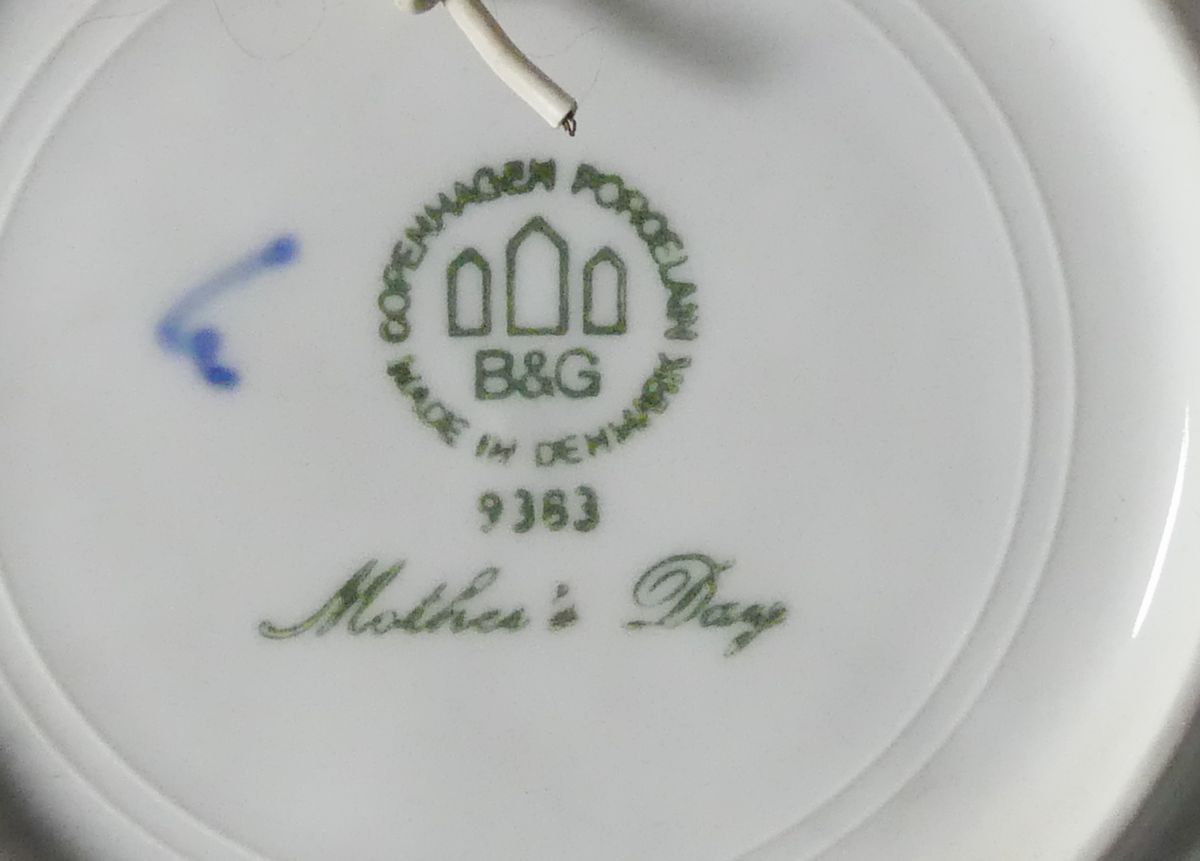 COPENHAGEN PORCELAIN
B&G
MADE IN DENMARK
9383
Mother's Day